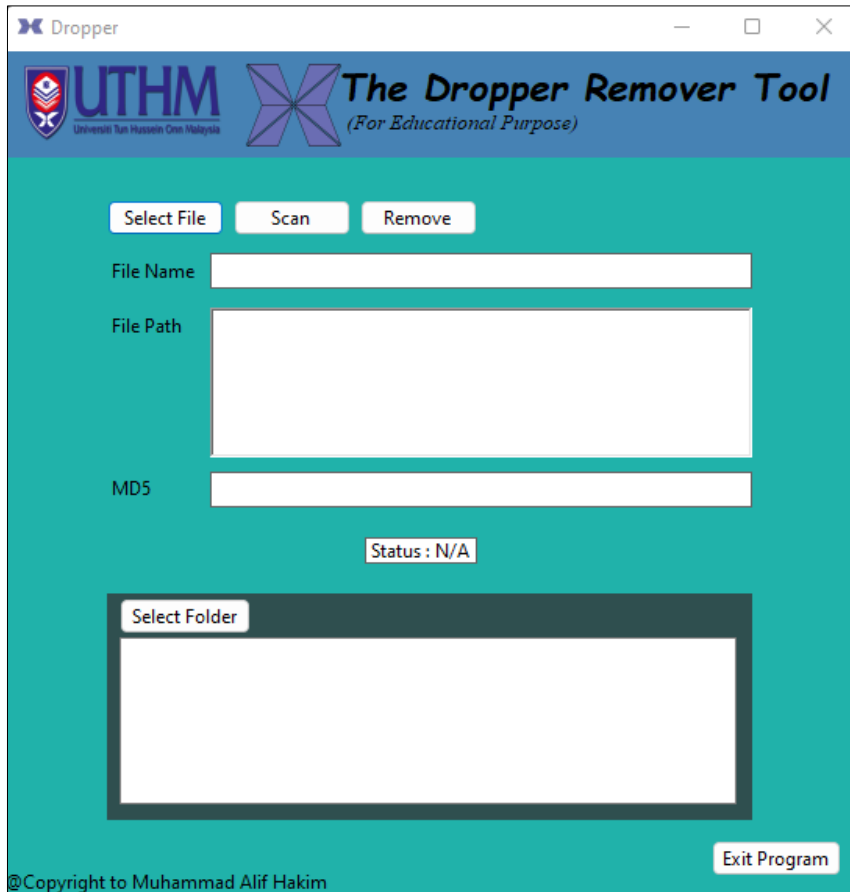 Dropper
UTHM
Universiti Tun Hussein Onn Malaysia
The Dropper Remover Tool
(For Educational Purpose)
Select File
Scan
Remove
File Name
File Path
MD5
Status : N/A
Select Folder
Exit Program
@Copyright to Muhammad Alif Hakim